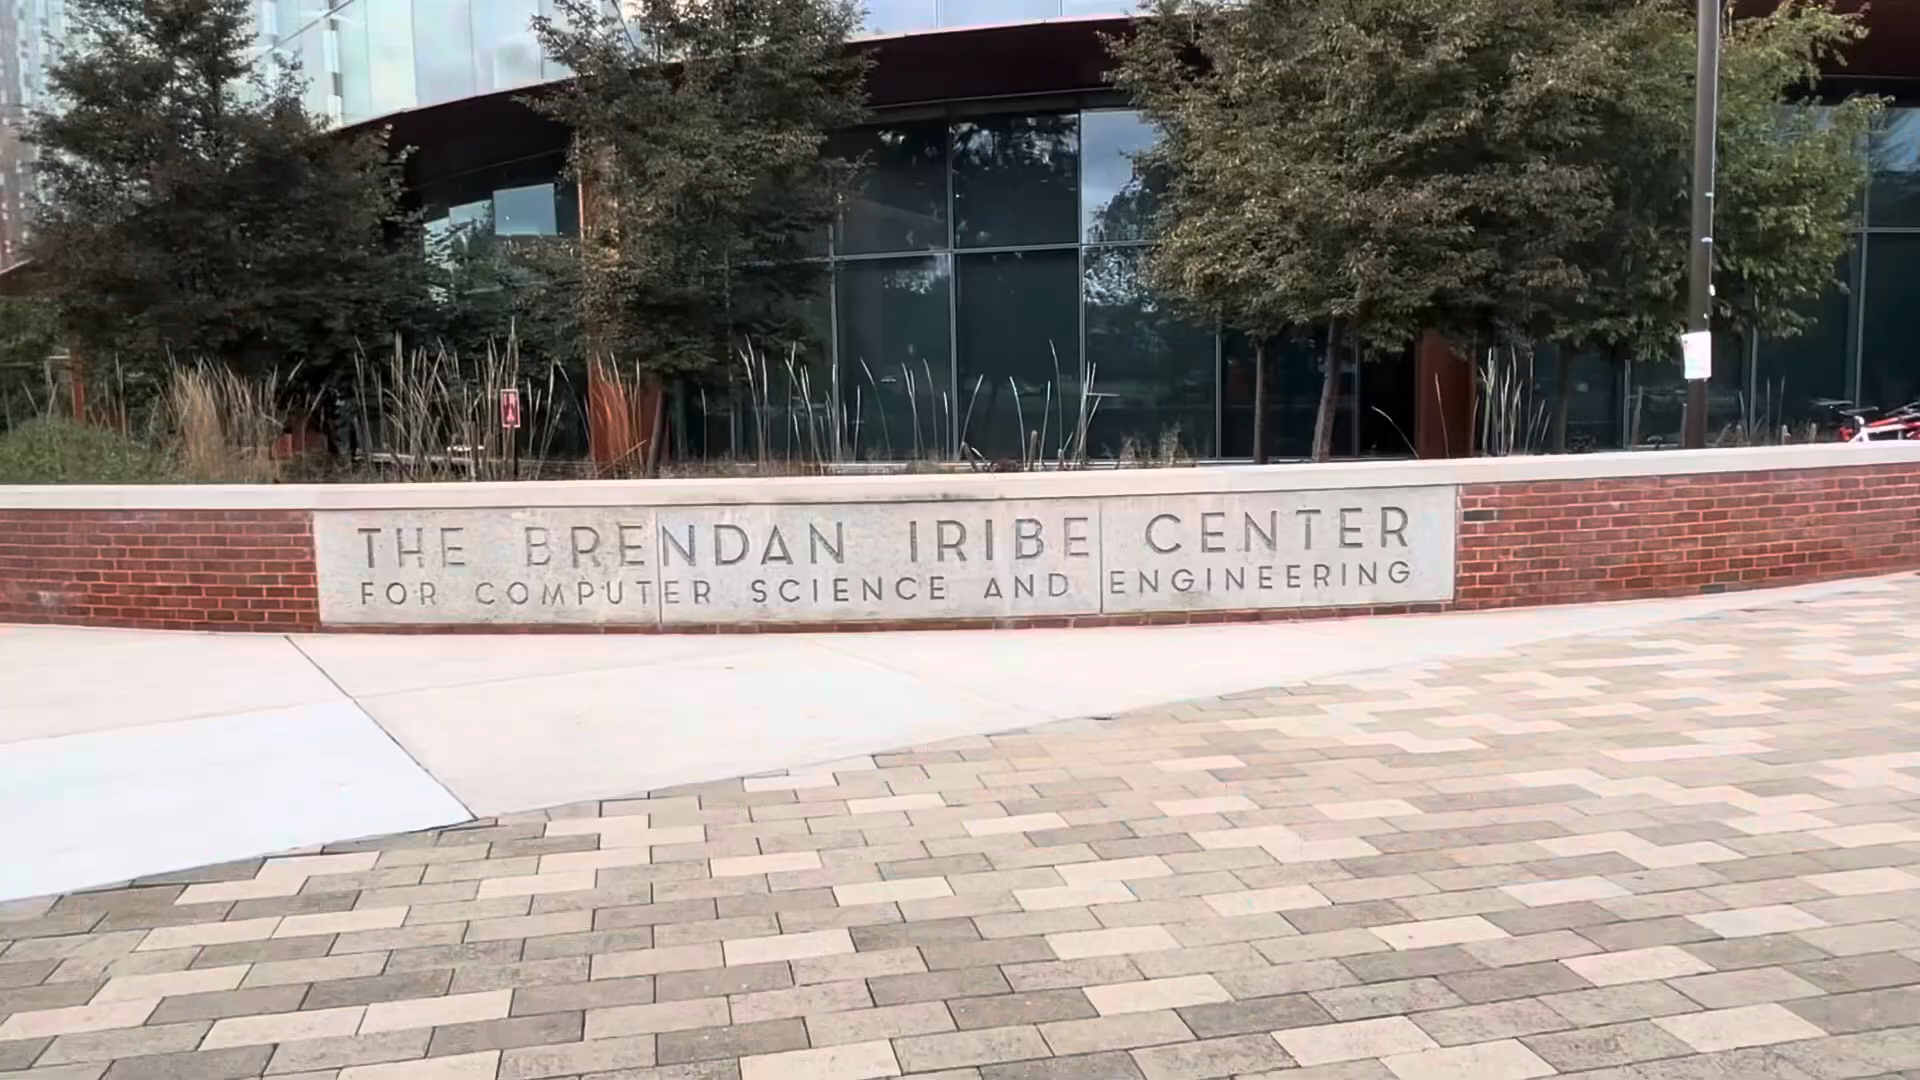 THE BRENDAN IRIBE CENTER
FOR COMPUTER SCIENCE AND ENGINEERING